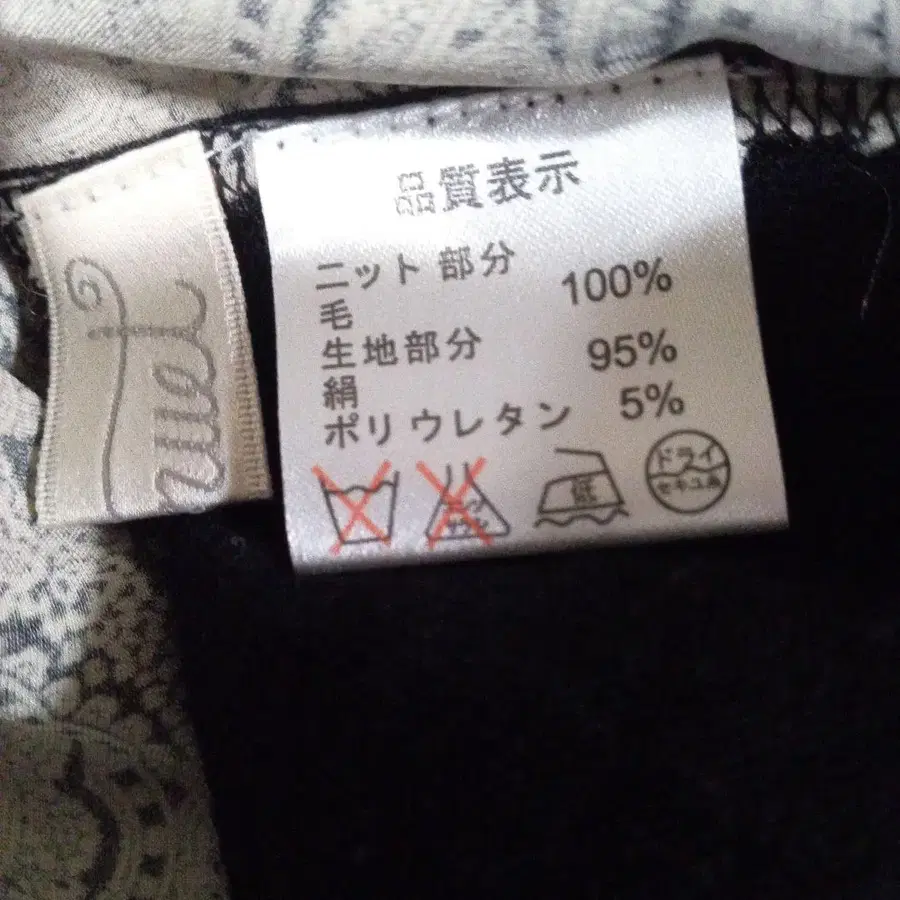 品質表示
ニット部分
毛 100%
生地部分
絹 95%
ポリウレタン 5%
低
ドライ
セキユ系